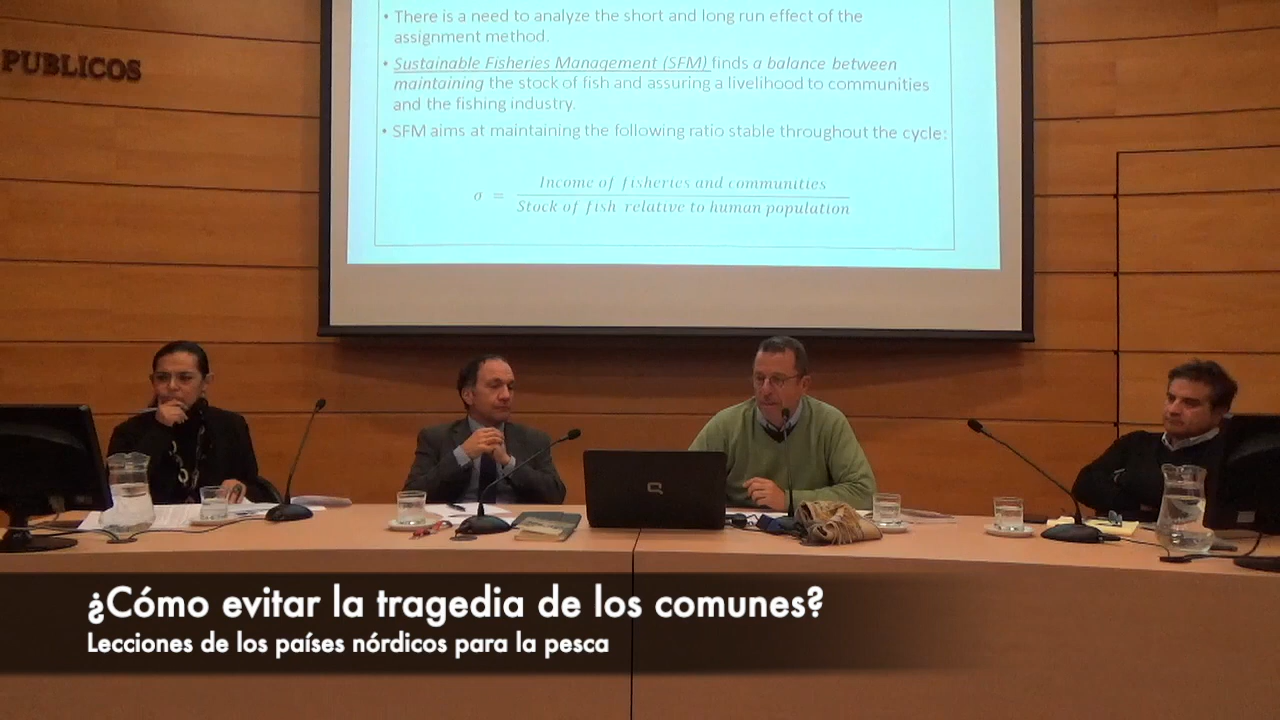 • There is a need to analyze the short and long run effect of the
assignment method.
PUBLICOS
• Sustainable Fisheries Management (SFM) finds a balance between
maintaining the stock of fish and assuring a livelihood to communities
and the fishing industry.
• SFM aims at maintaining the following ratio stable throughout the cycle:
σ = Income of fisheries and communities
Stock of fish relative to human population
¿Cómo evitar la tragedia de los comunes?
Lecciones de los países nórdicos para la pesca